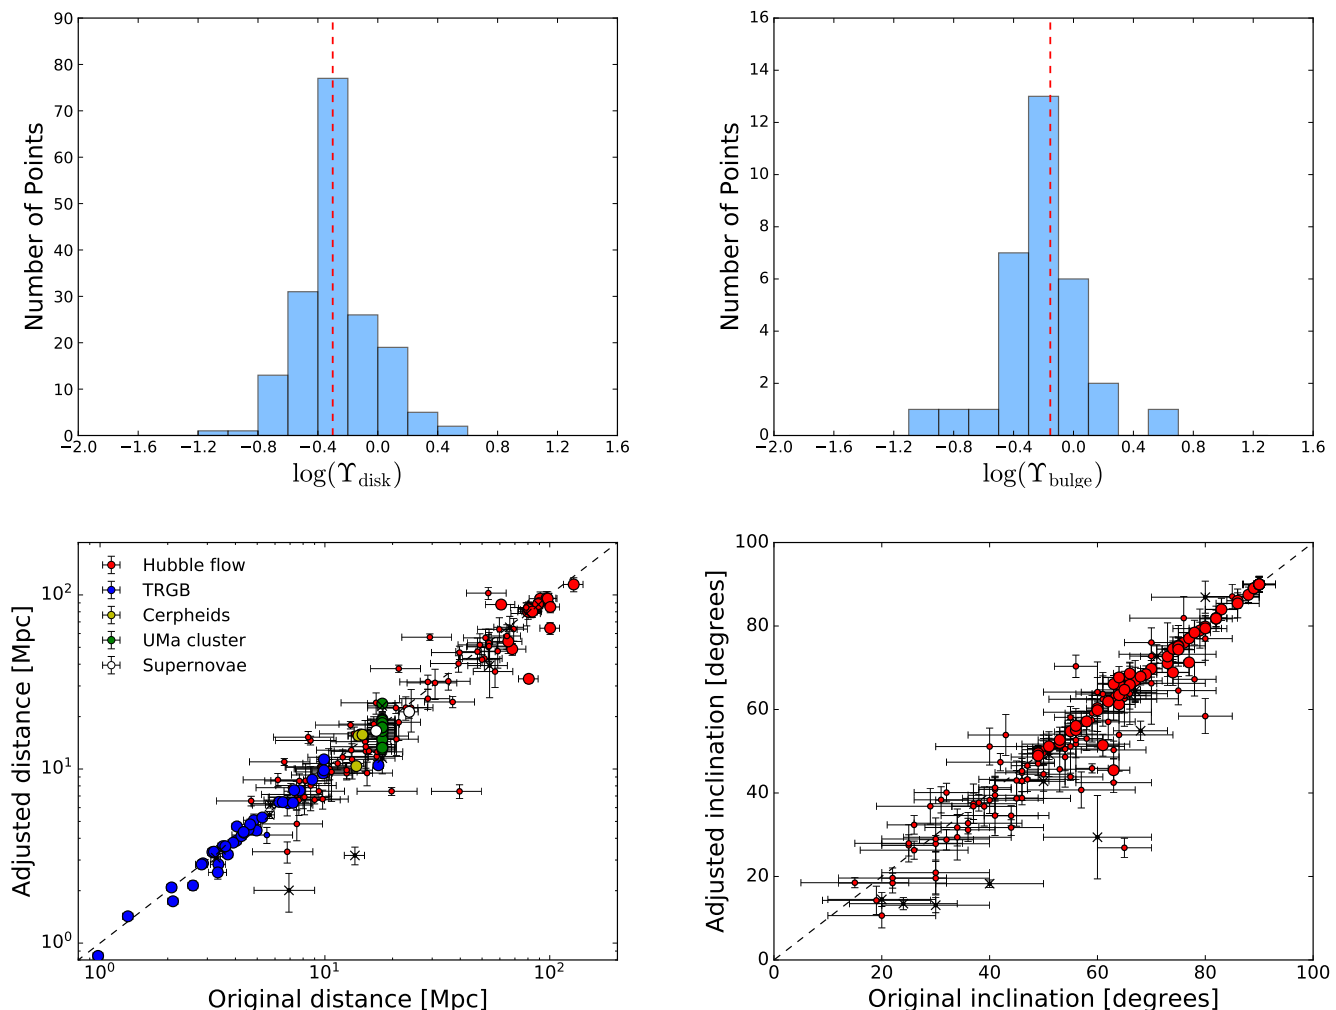 90
80
70
60
50
40
30
20
10
0
Number of Points
−2.0 −1.6 −1.2 −0.8 −0.4 0.0 0.4 0.8 1.2 1.6
log(ϒdisk)
16
14
12
10
8
6
4
2
0
Number of Points
−2.0 −1.6 −1.2 −0.8 −0.4 0.0 0.4 0.8 1.2 1.6
log(ϒbulge)
Hubble flow
TRGB
Cerpheids
UMa cluster
Supernovae
10²
10¹
10⁰
Adjusted distance [Mpc]
10⁰ 10¹ 10²
Original distance [Mpc]
100
80
60
40
20
0
Adjusted inclination [degrees]
0 20 40 60 80 100
Original inclination [degrees]